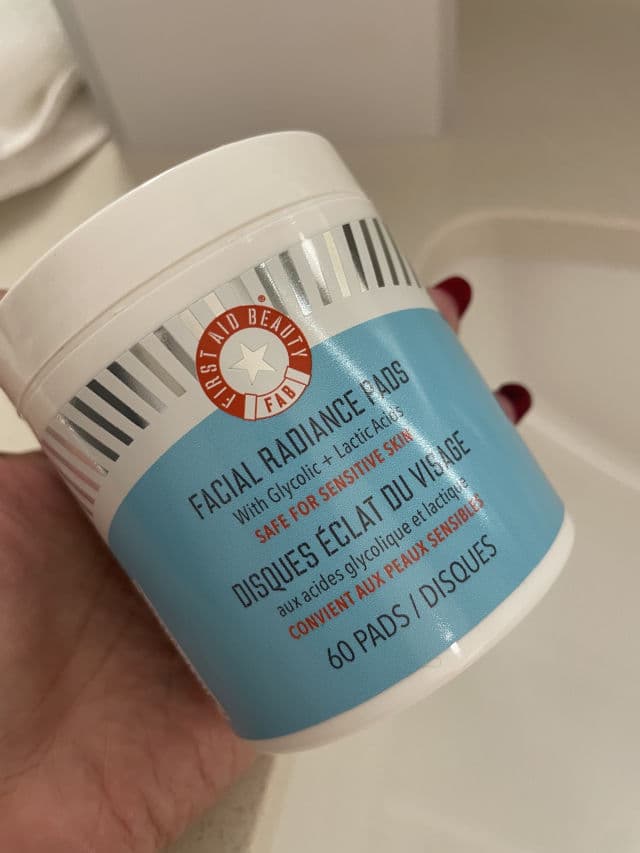 FIRST AID BEAUTY
FAB
FACIAL RADIANCE PADS
With Glycolic + Lactic Acids
SAFE FOR SENSITIVE SKIN
DISQUES ÉCLAT DU VISAGE
aux acides glycolique et lactique
CONVIENT AUX PEAUX SENSIBLES
60 PADS / DISQUES